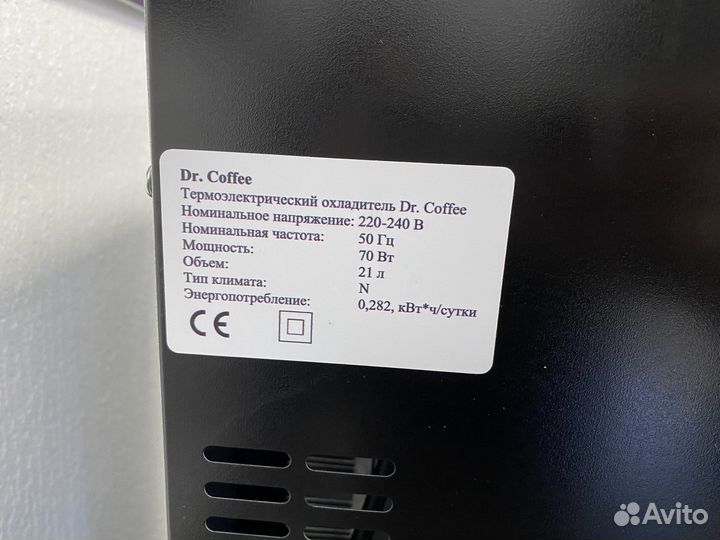 Dr. Coffee
Термоэлектрический охладитель Dr. Coffee
Номинальное напряжение: 220-240 В
Номинальная частота: 50 Гц
Мощность: 70 Вт
Объем: 21 л
Тип климата: N
Энергопотребление: 0,282, кВт*ч/сутки
CE
Avito